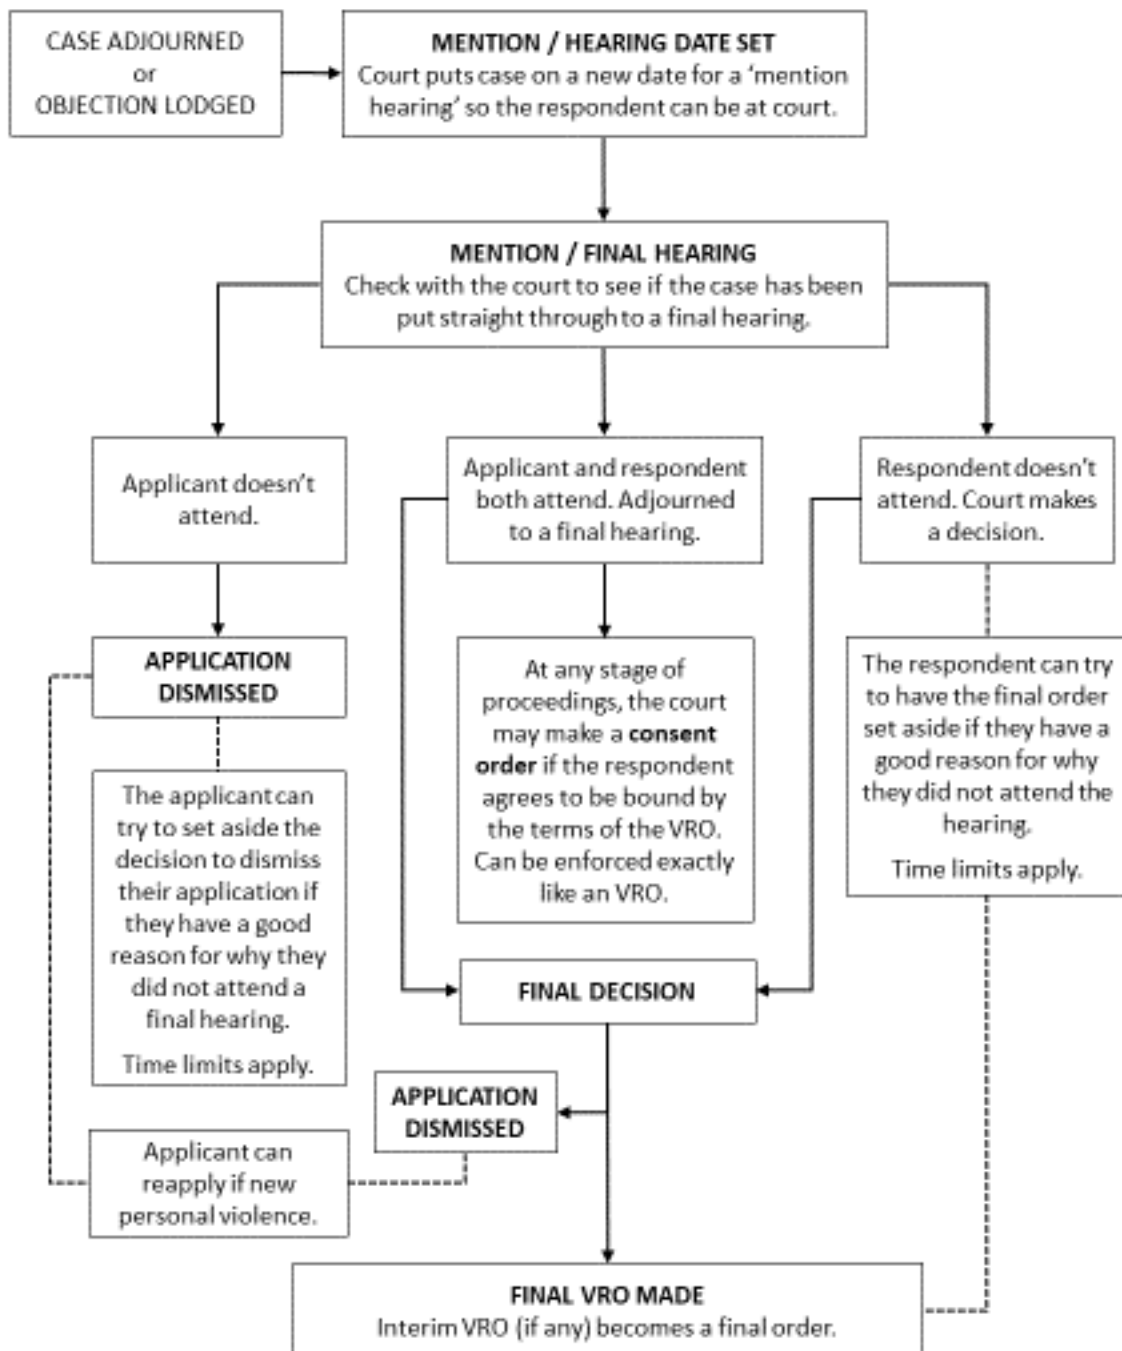 CASE ADJOURNED
or
OBJECTION LODGED
MENTION / HEARING DATE SET
Court puts case on a new date for a ‘mention
hearing’ so the respondent can be at court.
MENTION / FINAL HEARING
Check with the court to see if the case has been
put straight through to a final hearing.
Applicant doesn’t
attend.
Applicant and respondent
both attend. Adjourned
to a final hearing.
Respondent doesn’t
attend. Court makes
a decision.
APPLICATION
DISMISSED
The applicant can
try to set aside the
decision to dismiss
their application if
they have a good
reason for why they
did not attend a
final hearing.
Time limits apply.
At any stage of
proceedings, the court
may make a consent
order if the respondent
agrees to be bound by
the terms of the VRO.
Can be enforced exactly
like an VRO.
The respondent can try
to have the final order
set aside if they have a
good reason for why
they did not attend the
hearing.
Time limits apply.
FINAL DECISION
APPLICATION
DISMISSED
Applicant can
reapply if new
personal violence.
FINAL VRO MADE
Interim VRO (if any) becomes a final order.